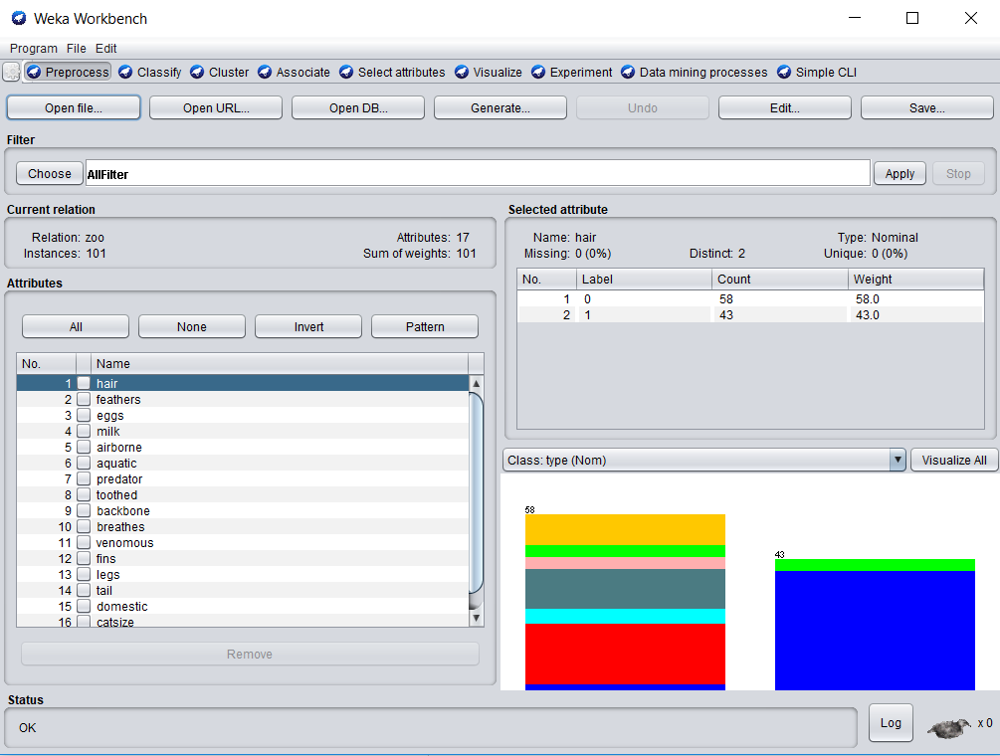 Weka Workbench
Program File Edit
Preprocess Classify Cluster Associate Select attributes Visualize Experiment Data mining processes Simple CLI
Open file... Open URL... Open DB... Generate... Undo Edit... Save...
Filter
Choose AllFilter Apply Stop
Current relation
Relation: zoo Attributes: 17
Instances: 101 Sum of weights: 101
Attributes
All None Invert Pattern
No. Name
1 hair
2 feathers
3 eggs
4 milk
5 airborne
6 aquatic
7 predator
8 toothed
9 backbone
10 breathes
11 venomous
12 fins
13 legs
14 tail
15 domestic
16 catsize
Remove
Selected attribute
Name: hair Type: Nominal
Missing: 0 (0%) Distinct: 2 Unique: 0 (0%)
No. Label Count Weight
1 0 58 58.0
2 1 43 43.0
Class: type (Nom) Visualize All
58
43
Status
OK Log x 0